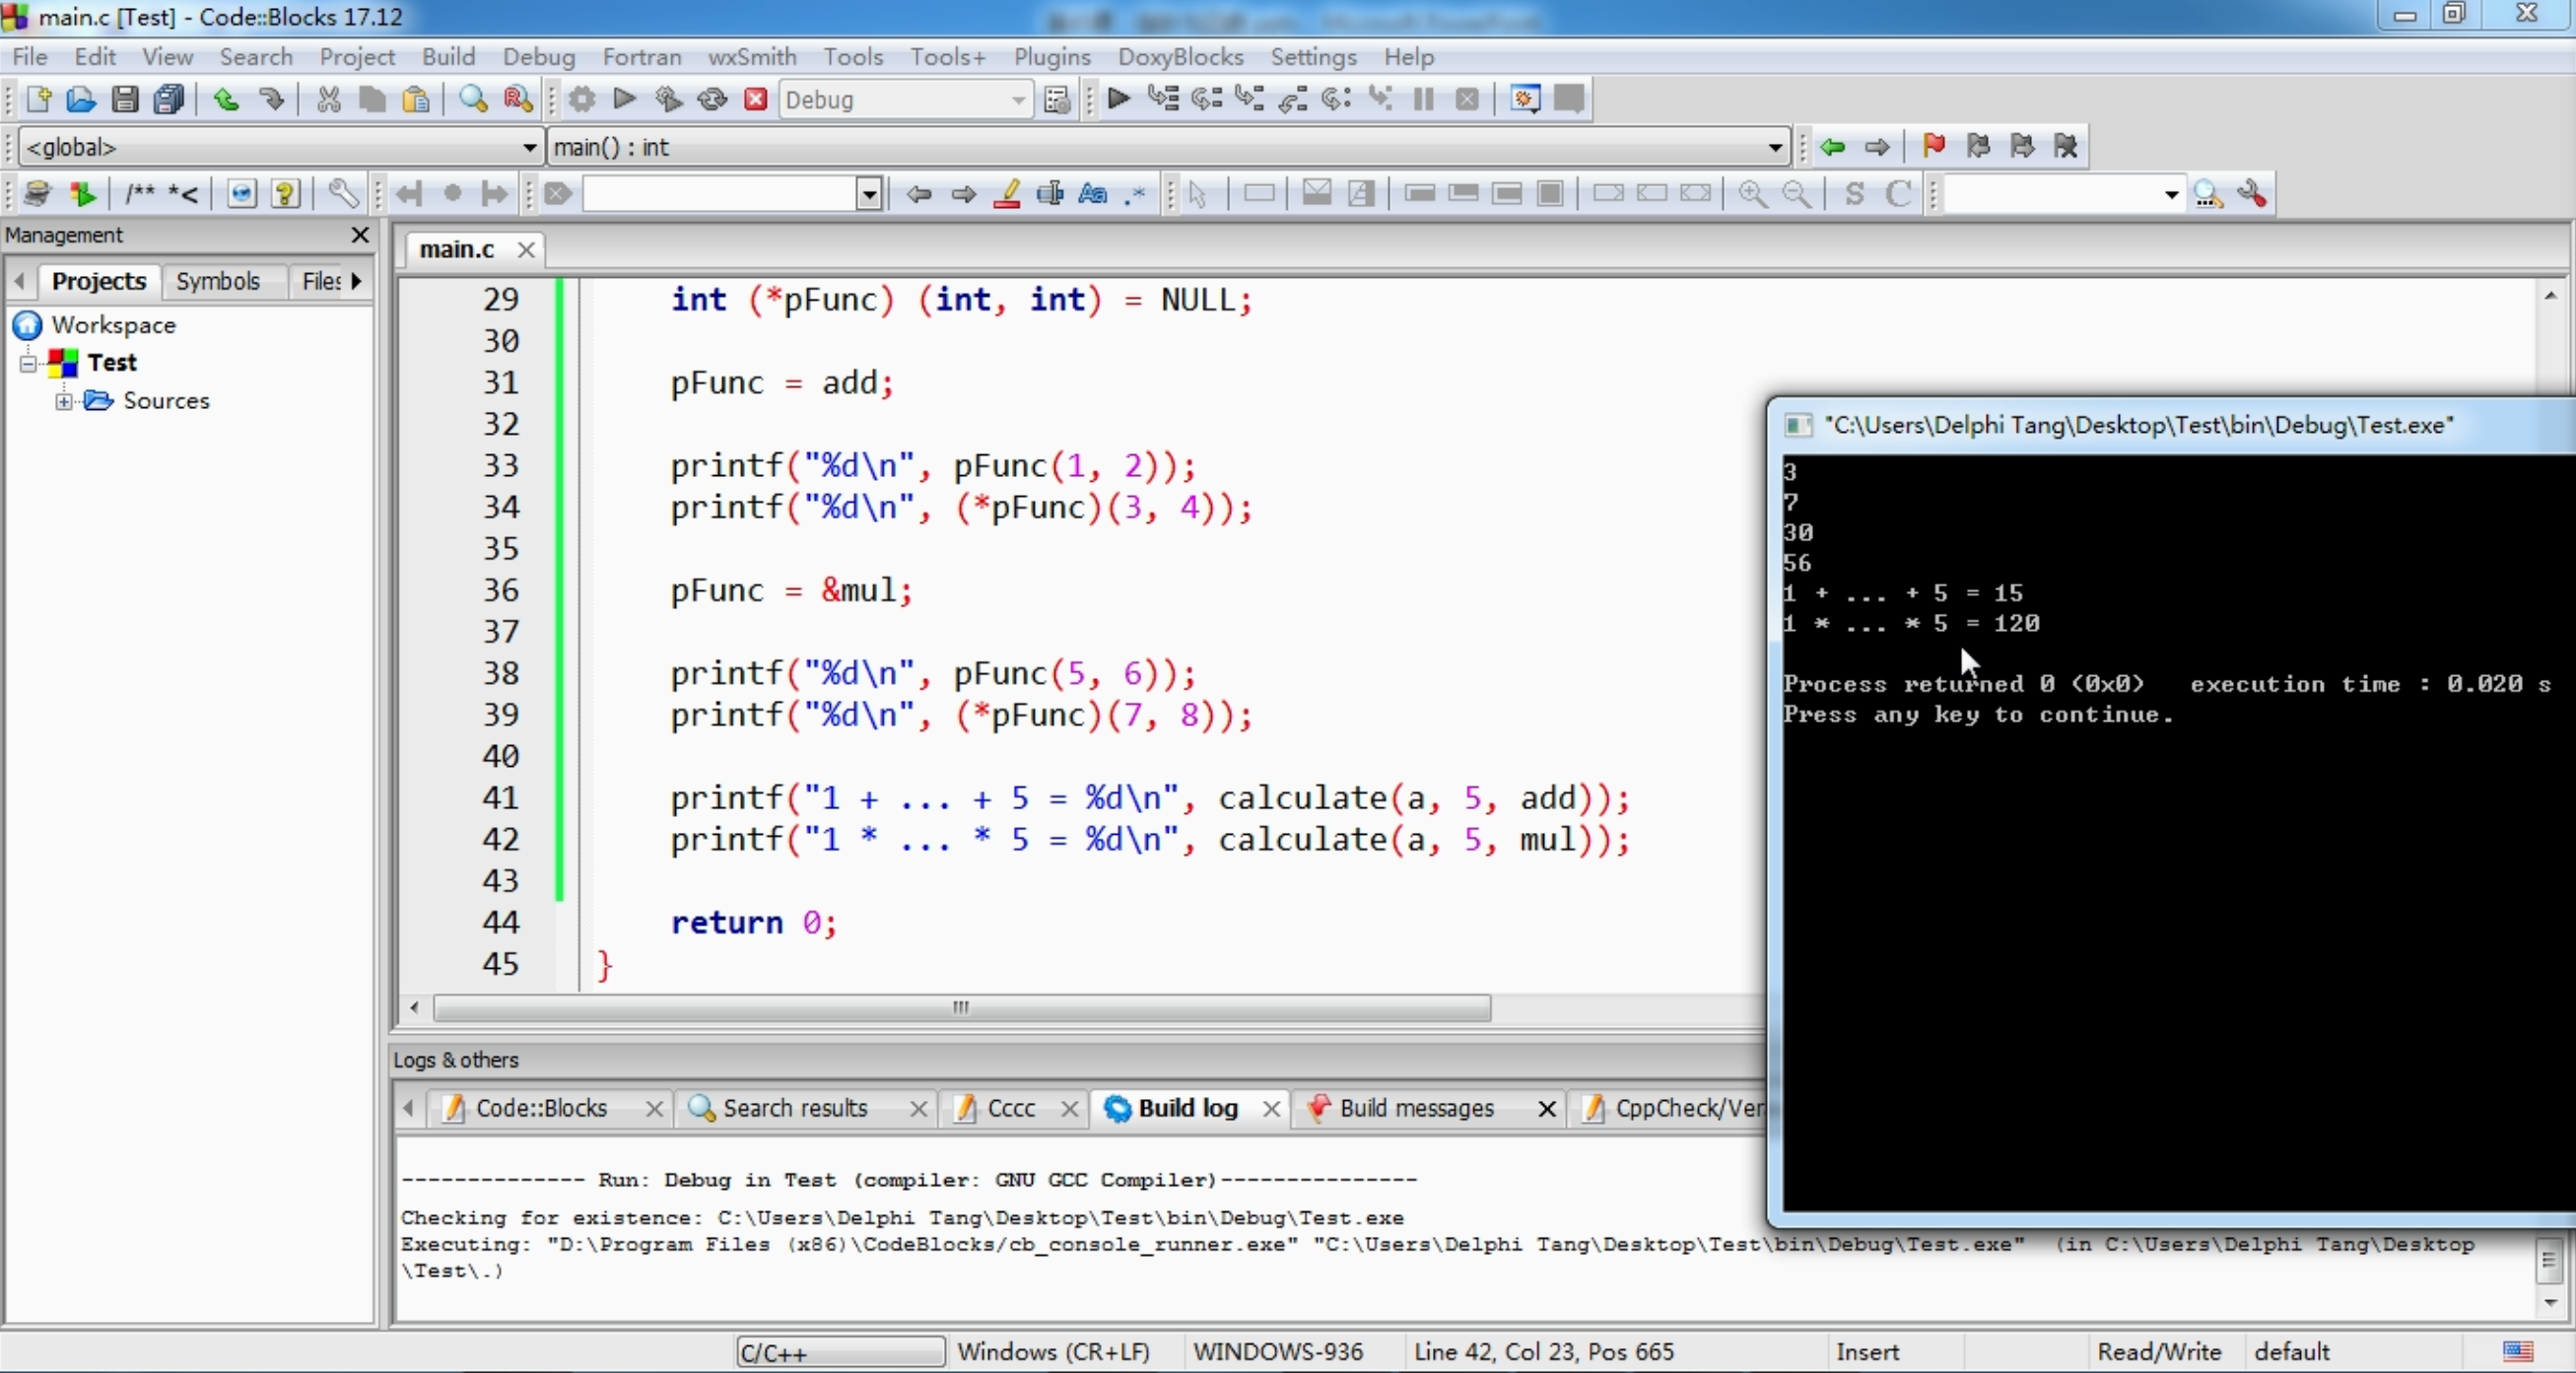 main.c [Test] - Code::Blocks 17.12
File Edit View Search Project Build Debug Fortran wxSmith Tools Tools+ Plugins DoxyBlocks Settings Help
Debug
<global> main() : int
/** *<
Aa .* S C
Management
main.c
Projects Symbols Files
Workspace
Test
Sources
29 int (*pFunc) (int, int) = NULL;
30
31 pFunc = add;
32
33 printf("%d\n", pFunc(1, 2));
34 printf("%d\n", (*pFunc)(3, 4));
35
36 pFunc = &mul;
37
38 printf("%d\n", pFunc(5, 6));
39 printf("%d\n", (*pFunc)(7, 8));
40
41 printf("1 + ... + 5 = %d\n", calculate(a, 5, add));
42 printf("1 * ... * 5 = %d\n", calculate(a, 5, mul));
43
44 return 0;
45 }
"C:\Users\Delphi Tang\Desktop\Test\bin\Debug\Test.exe"
3
7
30
56
1 + ... + 5 = 15
1 * ... * 5 = 120
Process returned 0 (0x0) execution time : 0.020 s
Press any key to continue.
Logs & others
Code::Blocks Search results Cccc Build log Build messages CppCheck/Ver
-------------- Run: Debug in Test (compiler: GNU GCC Compiler)---------------
Checking for existence: C:\Users\Delphi Tang\Desktop\Test\bin\Debug\Test.exe
Executing: "D:\Program Files (x86)\CodeBlocks/cb_console_runner.exe" "C:\Users\Delphi Tang\Desktop\Test\bin\Debug\Test.exe" (in C:\Users\Delphi Tang\Desktop
\Test\.)
C/C++ Windows (CR+LF) WINDOWS-936 Line 42, Col 23, Pos 665 Insert Read/Write default